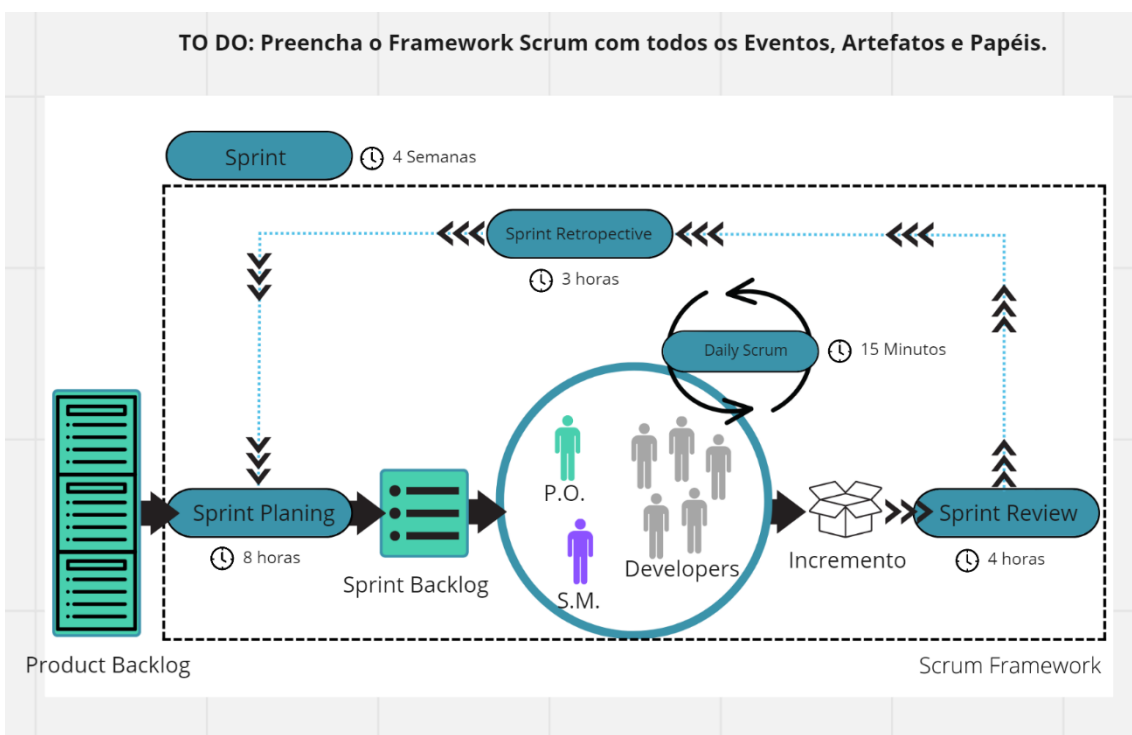 TO DO: Preencha o Framework Scrum com todos os Eventos, Artefatos e Papéis.
Sprint
4 Semanas
Sprint Retropective
3 horas
Daily Scrum
15 Minutos
P.O.
Sprint Planing
Sprint Review
8 horas
Incremento
4 horas
Developers
Sprint Backlog
S.M.
Product Backlog
Scrum Framework